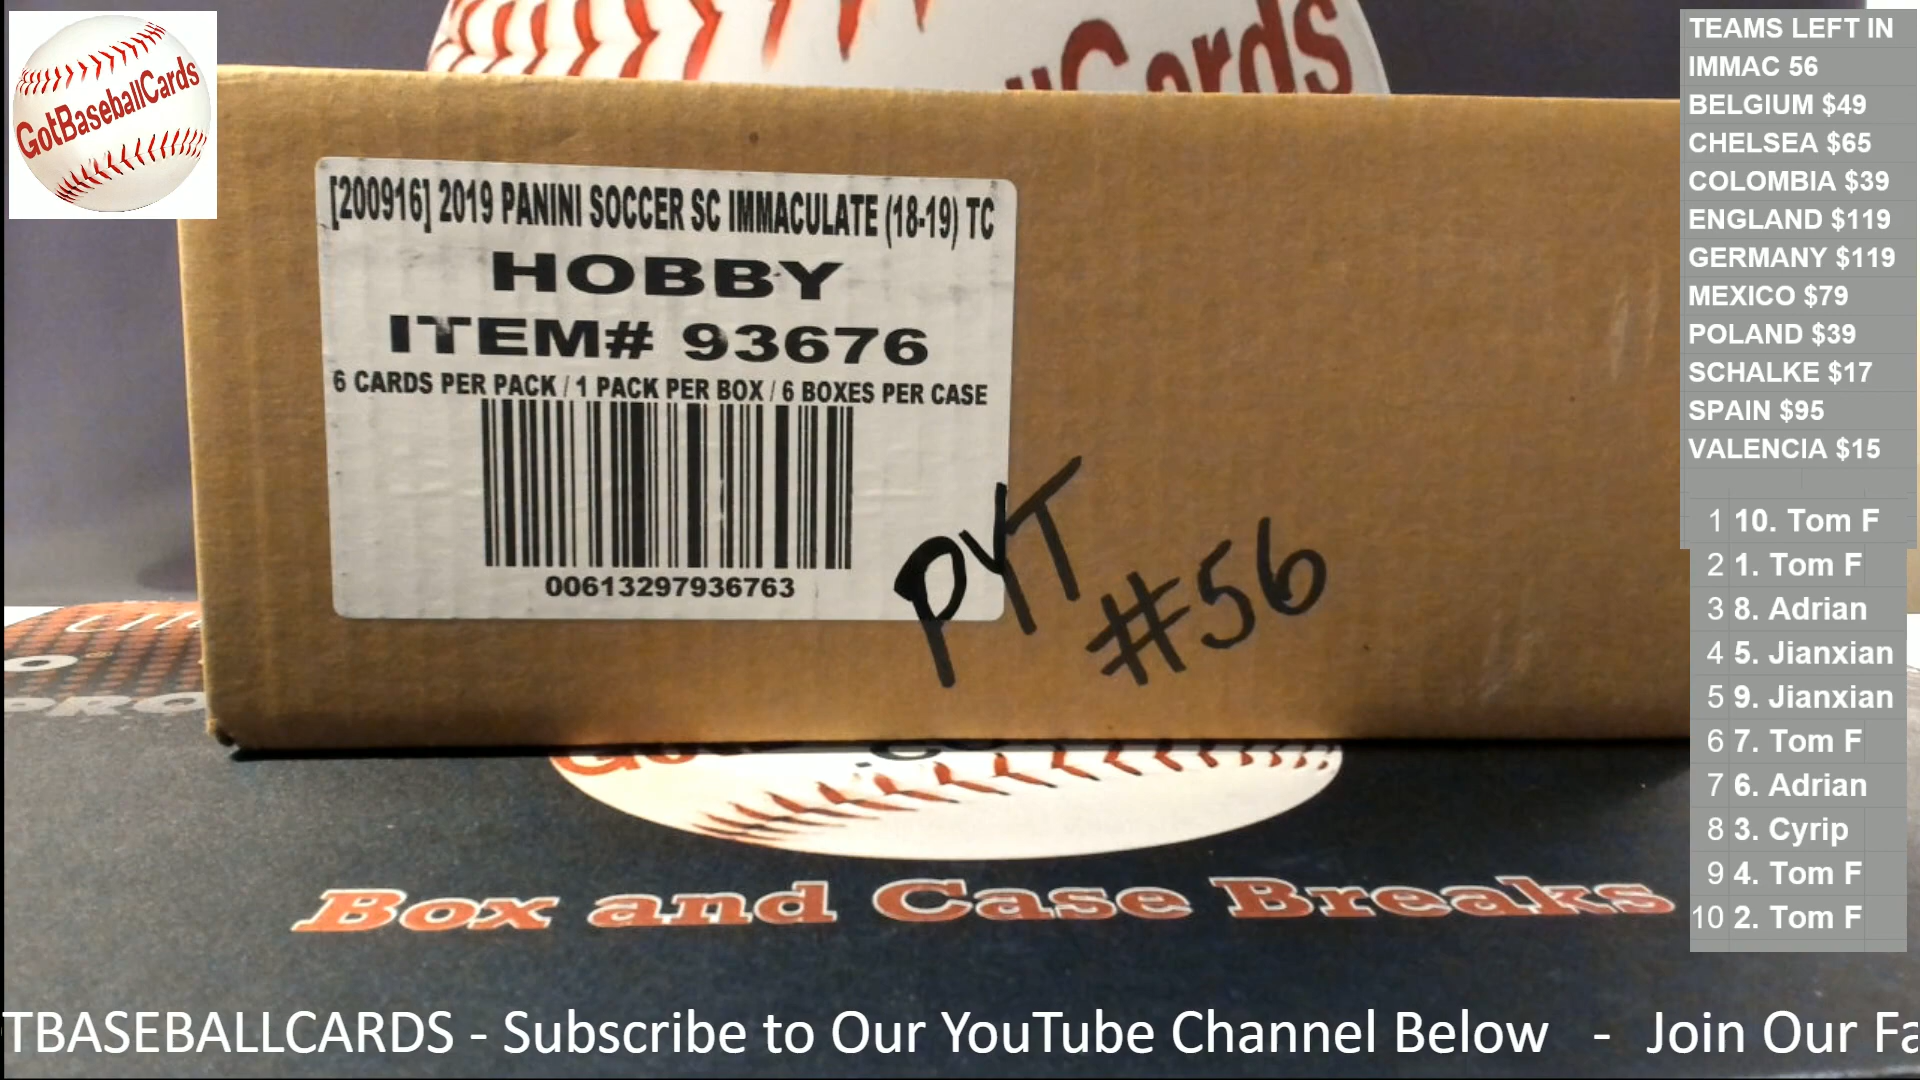 GotBaseballCards
Cards
[200916] 2019 PANINI SOCCER SC IMMACULATE (18-19) TC
HOBBY
ITEM# 93676
6 CARDS PER PACK / 1 PACK PER BOX / 6 BOXES PER CASE
00613297936763
PYT
#56
Box and Case Breaks
TEAMS LEFT IN
IMMAC 56
BELGIUM $49
CHELSEA $65
COLOMBIA $39
ENGLAND $119
GERMANY $119
MEXICO $79
POLAND $39
SCHALKE $17
SPAIN $95
VALENCIA $15
1 10. Tom F
2 1. Tom F
3 8. Adrian
4 5. Jianxian
5 9. Jianxian
6 7. Tom F
7 6. Adrian
8 3. Cyrip
9 4. Tom F
10 2. Tom F
TBASEBALLCARDS - Subscribe to Our YouTube Channel Below - Join Our Fa